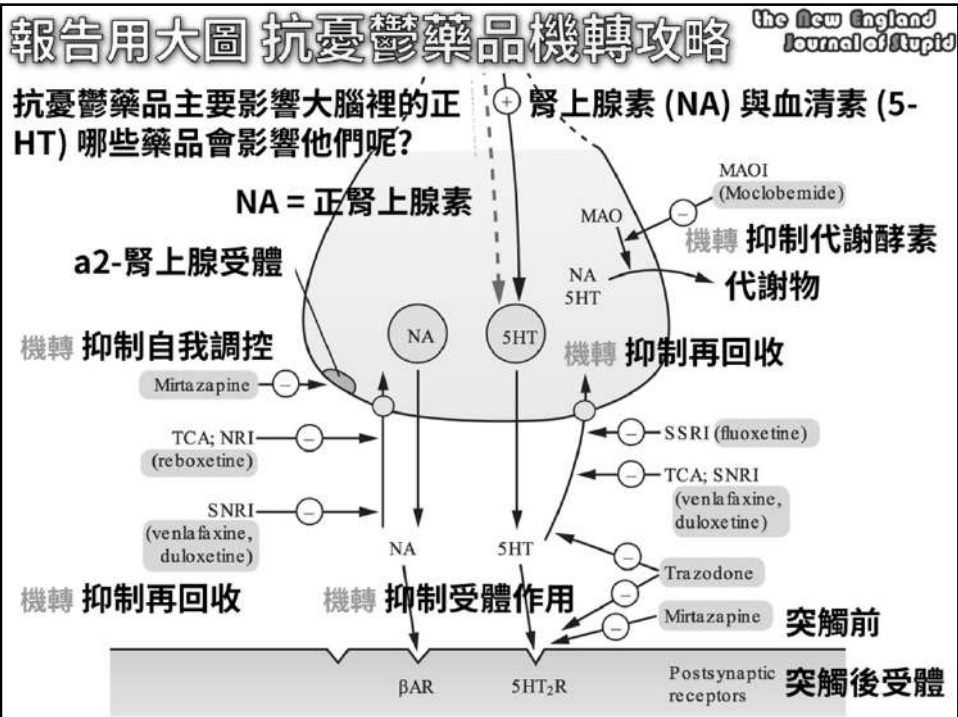 報告用大圖 抗憂鬱藥品機轉攻略
the New England
Journal of Stupid
抗憂鬱藥品主要影響大腦裡的正
腎上腺素 (NA) 與血清素 (5-
HT) 哪些藥品會影響他們呢?
+
NA = 正腎上腺素
a2-腎上腺受體
MAOI
(Moclobemide)
−
MAO
機轉 抑制代謝酵素
NA
5HT
代謝物
NA
5HT
機轉 抑制自我調控
機轉 抑制再回收
Mirtazapine −
TCA; NRI −
(reboxetine)
SNRI −
(venlafaxine,
duloxetine)
− SSRI (fluoxetine)
− TCA; SNRI
(venlafaxine,
duloxetine)
NA
5HT
−
Trazodone
−
機轉 抑制再回收
機轉 抑制受體作用
− Mirtazapine
突觸前
βAR
5HT₂R
Postsynaptic
receptors
突觸後受體